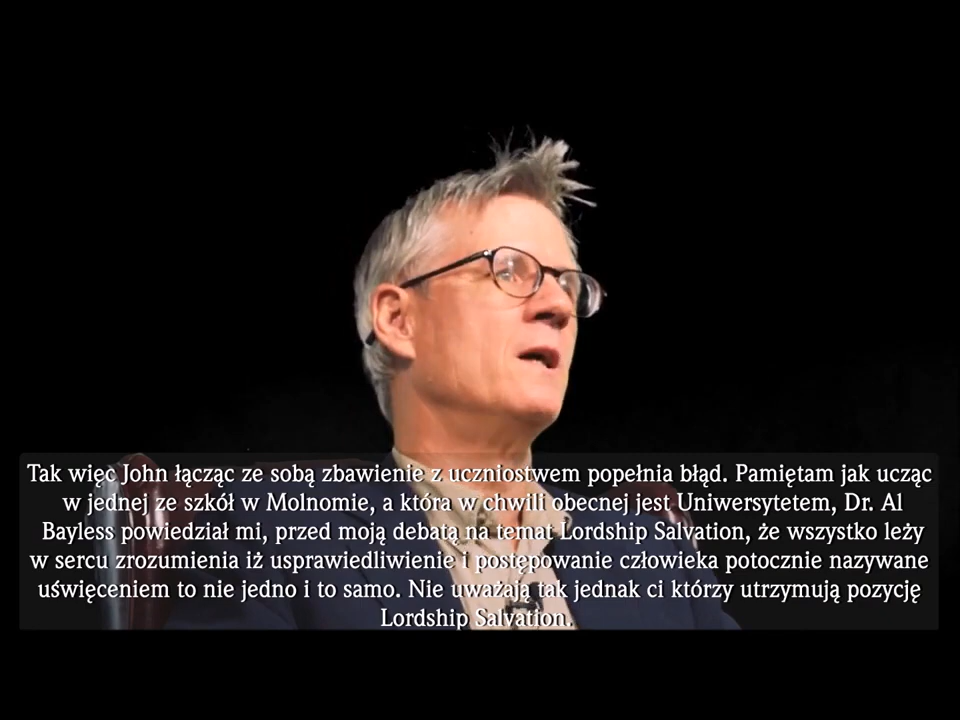 Tak więc John łącząc ze sobą zbawienie z uczniostwem popełnia błąd. Pamiętam jak ucząc
w jednej ze szkół w Molnomie, a która w chwili obecnej jest Uniwersytetem, Dr. Al
Bayless powiedział mi, przed moją debatą na temat Lordship Salvation, że wszystko leży
w sercu zrozumienia iż usprawiedliwienie i postępowanie człowieka potocznie nazywane
uświęceniem to nie jedno i to samo. Nie uważają tak jednak ci którzy utrzymują pozycję
Lordship Salvation.